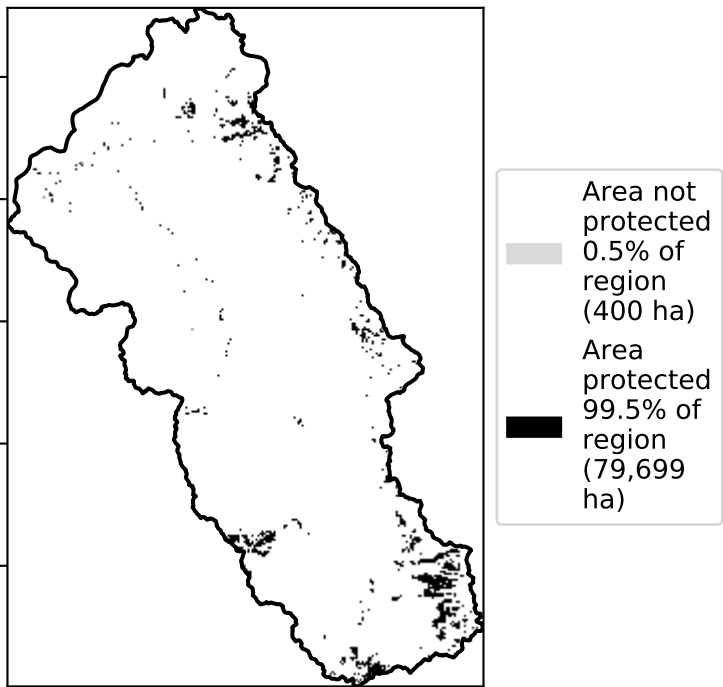 Area not
protected
0.5% of
region
(400 ha)
Area
protected
99.5% of
region
(79,699
ha)